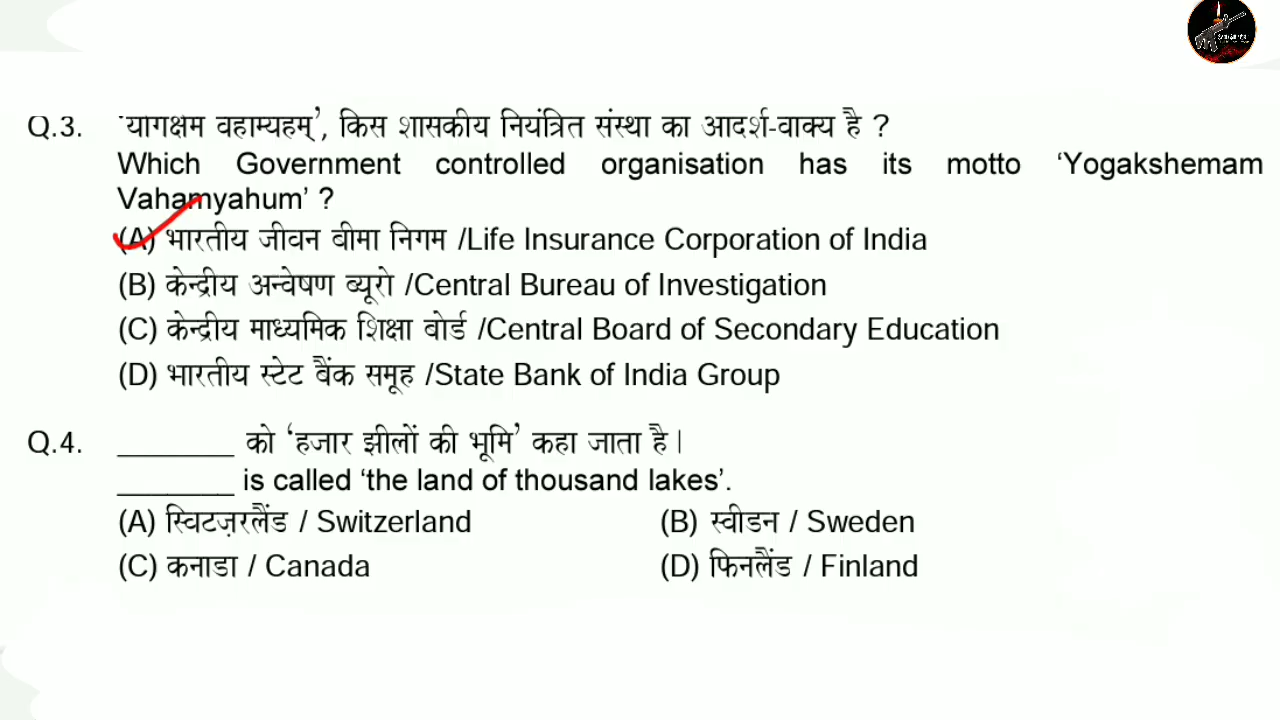 Q.3. 'यागक्षम वहाम्यहम्', किस शासकीय नियंत्रित संस्था का आदर्श-वाक्य है ?
Which Government controlled organisation has its motto ‘Yogakshemam
Vahamyahum’ ?
(A) भारतीय जीवन वीमा निगम /Life Insurance Corporation of India
(B) केन्द्रीय अन्वेषण व्यूरो /Central Bureau of Investigation
(C) केन्द्रीय माध्यमिक शिक्षा बोर्ड /Central Board of Secondary Education
(D) भारतीय स्टेट बैंक समूह /State Bank of India Group
Q.4. _______ को ‘हजार झीलों की भूमि’ कहा जाता है।
_______ is called ‘the land of thousand lakes’.
(A) स्विटज़रलैंड / Switzerland (B) स्वीडन / Sweden
(C) कनाडा / Canada (D) फिनलैंड / Finland